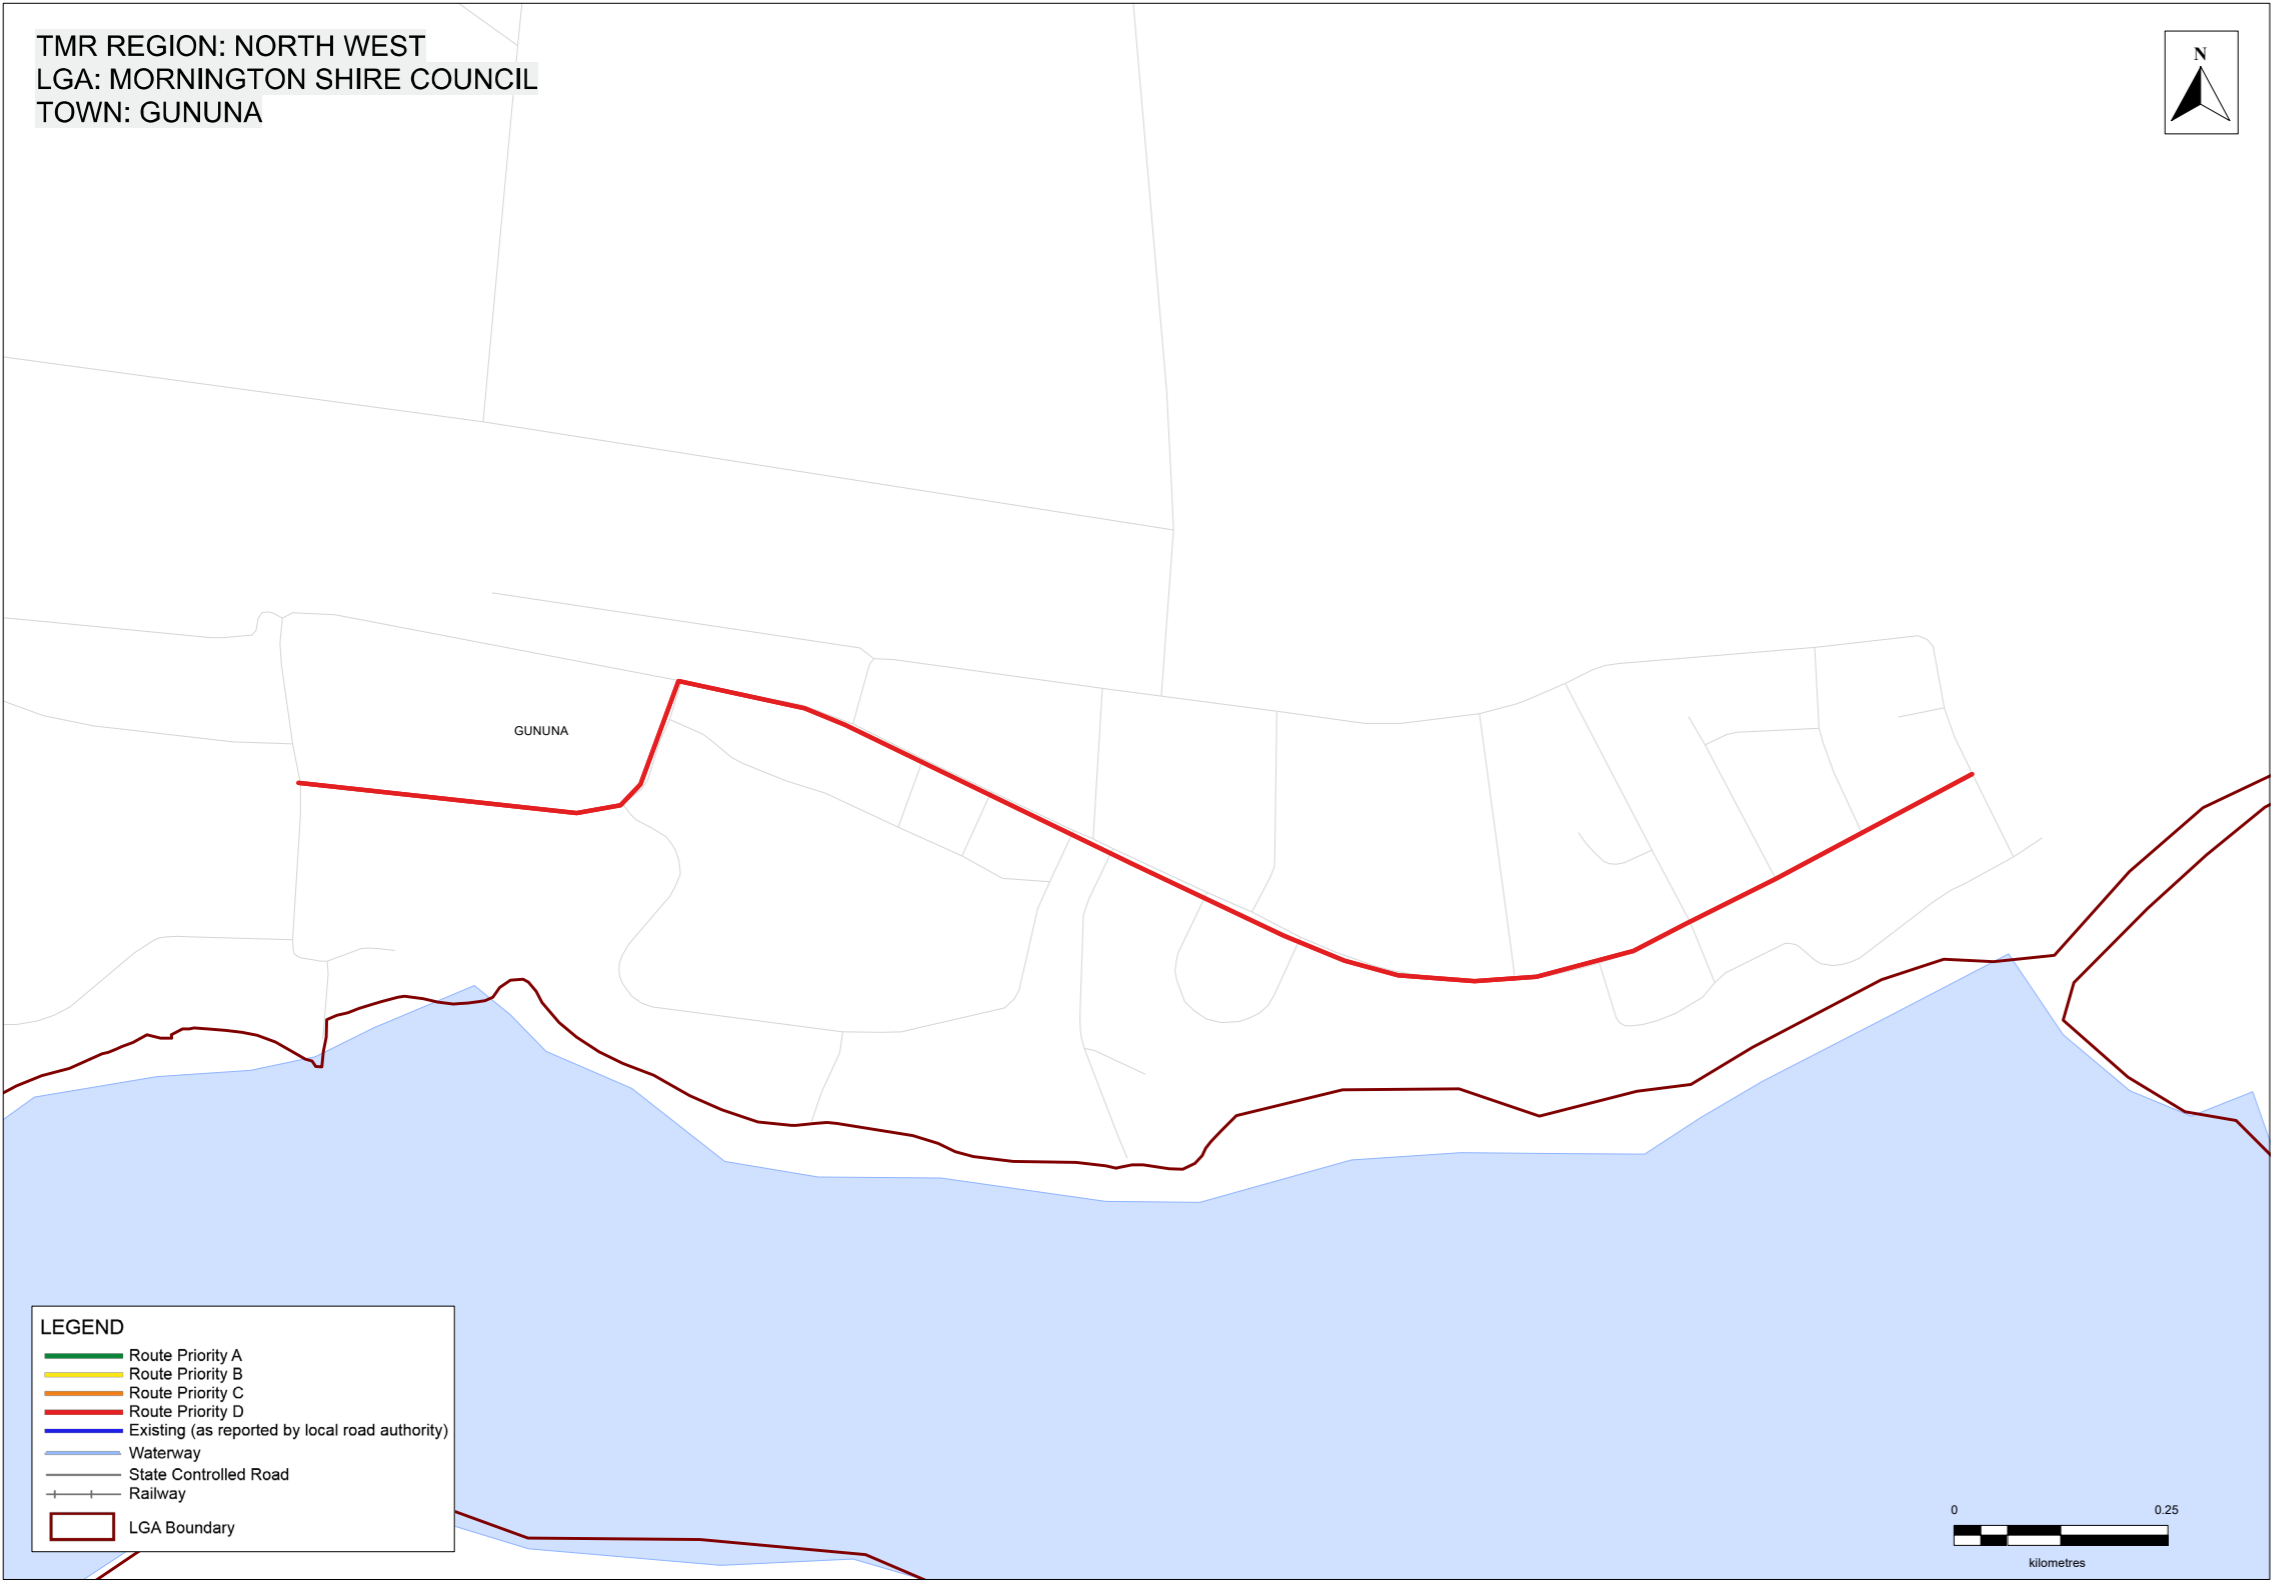 TMR REGION: NORTH WEST
LGA: MORNINGTON SHIRE COUNCIL
TOWN: GUNUNA
N
GUNUNA
LEGEND
Route Priority A
Route Priority B
Route Priority C
Route Priority D
Existing (as reported by local road authority)
Waterway
State Controlled Road
Railway
LGA Boundary
0 0.25
kilometres